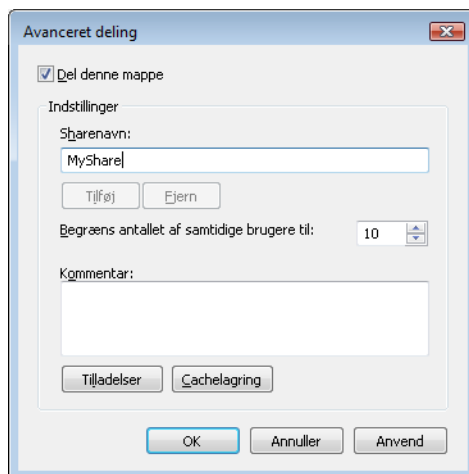 Avanceret deling
Del denne mappe
Indstillinger
Sharenavn:
MyShare
Tilføj Fjern
Begræns antallet af samtidige brugere til: 10
Kommentar:
Tilladelser Cachelagring
OK Annuller Anvend